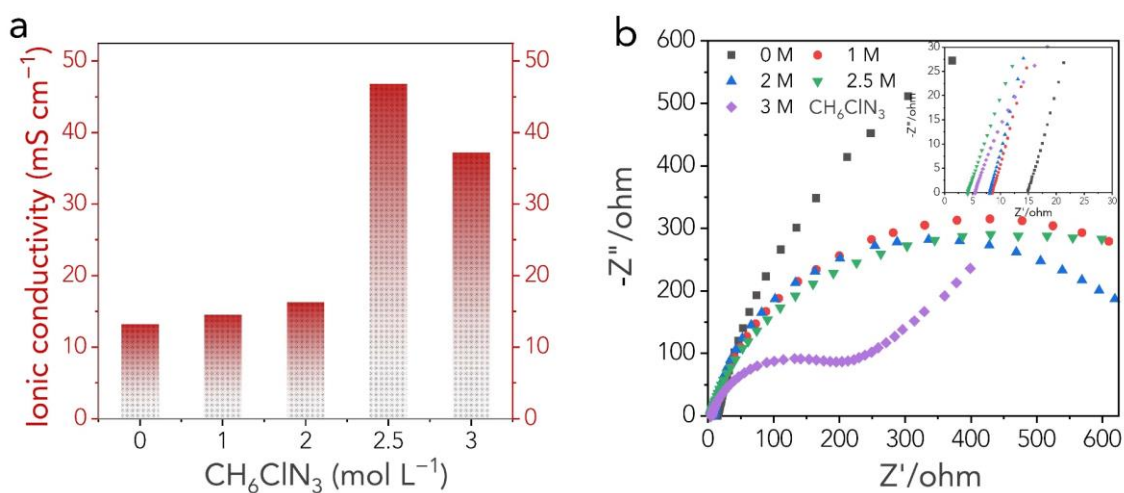 a
Ionic conductivity (mS cm⁻¹)
50
40
30
20
10
0
50
40
30
20
10
0
0 1 2 2.5 3
CH₆ClN₃ (mol L⁻¹)
b
-Z''/ohm
600
500
400
300
200
100
0
0 100 200 300 400 500 600
Z'/ohm
0 M 1 M
2 M 2.5 M
3 M CH₆ClN₃
-Z''/ohm
30
25
20
15
10
5
0
0 5 10 15 20 25 30
Z'/ohm